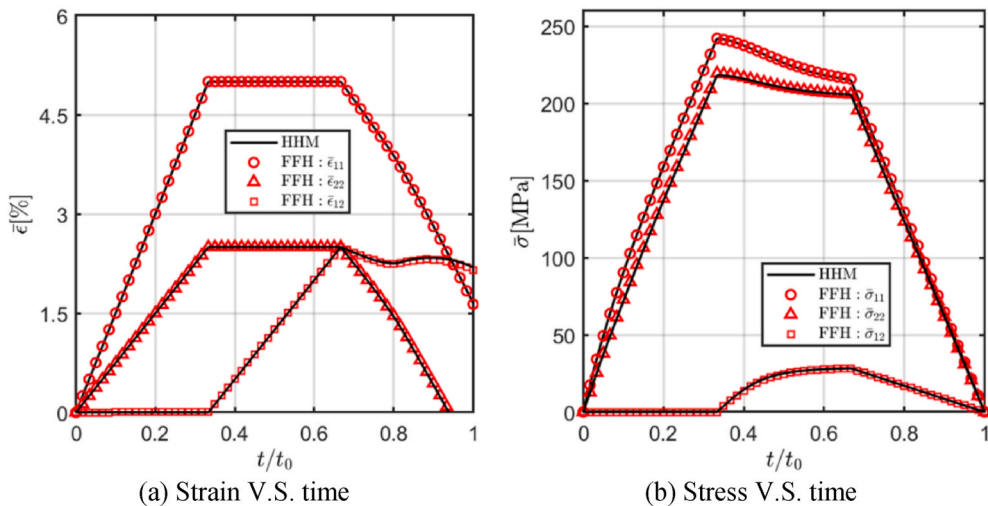 6
4.5
3
1.5
0
ε̄[%]
HHM
FFH : ε̄₁₁
FFH : ε̄₂₂
FFH : ε̄₁₂
0 0.2 0.4 0.6 0.8 1
t/t₀
(a) Strain V.S. time
250
200
150
100
50
0
σ̄[MPa]
HHM
FFH : σ̄₁₁
FFH : σ̄₂₂
FFH : σ̄₁₂
0 0.2 0.4 0.6 0.8 1
t/t₀
(b) Stress V.S. time